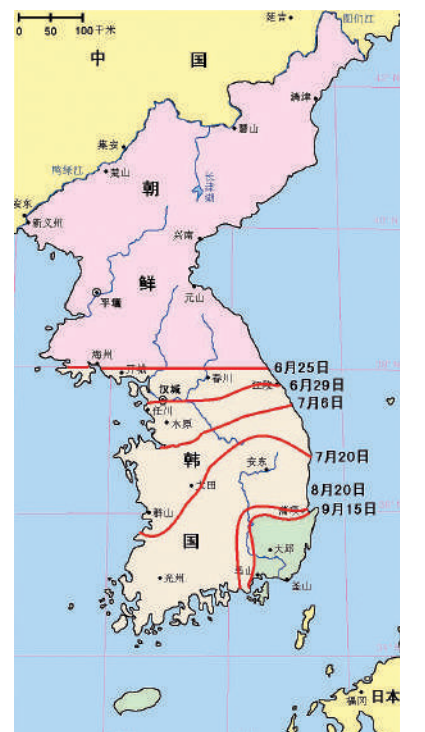 0 50 100千米
延吉
图们江
中 国
清津
惠山
集安
鸭绿江
楚山
长津湖
朝
安东
新义州
兴南
鲜
平壤
元山
海州
开城
6月25日
汉城
春川
江陵
6月29日
仁川
7月6日
水原
韩
安东
7月20日
大田
8月20日
群山
浦项
9月15日
国
大邱
光州
马山
釜山
日本
福冈